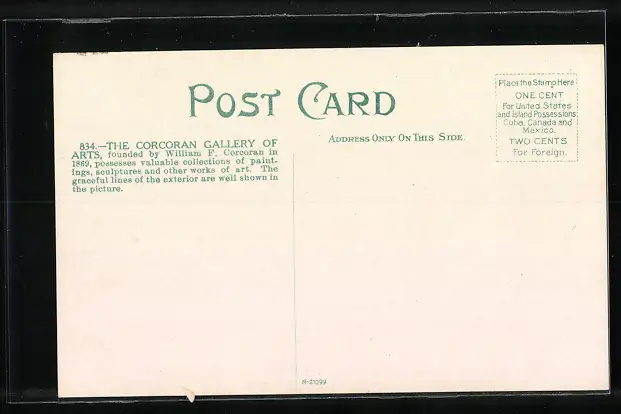 POST CARD
834.—THE CORCORAN GALLERY OF
ARTS, founded by William F. Corcoran in
1889, possesses valuable collections of paint-
ings, sculptures and other works of art. The
graceful lines of the exterior are well shown in
the picture.
ADDRESS ONLY ON THIS SIDE.
Place the Stamp Here
ONE CENT
For United States
and Island Possessions,
Cuba, Canada and
Mexico.
TWO CENTS
For Foreign.